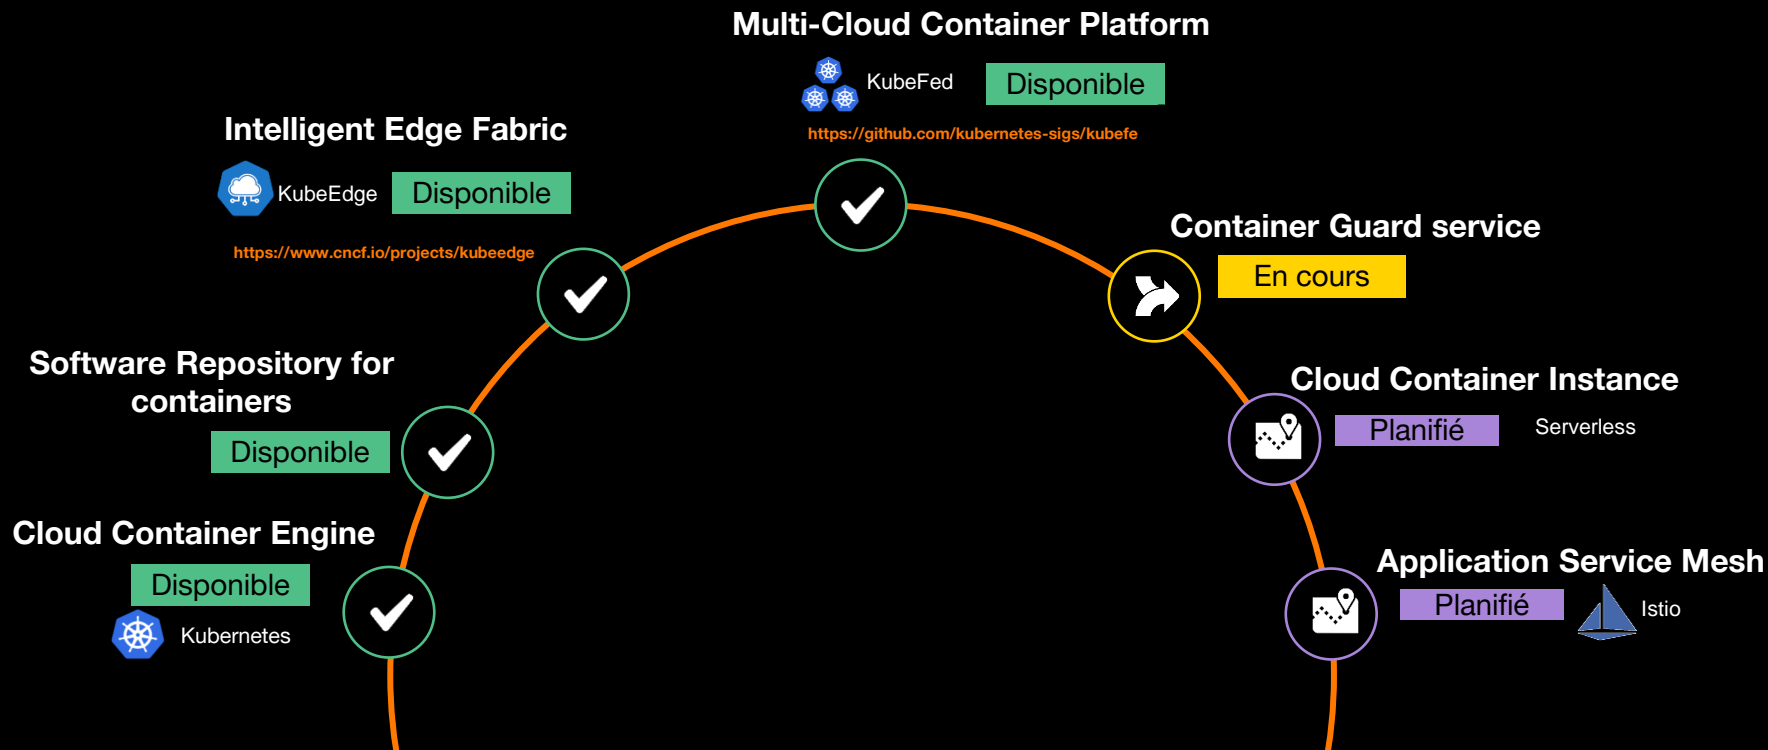 Multi-Cloud Container Platform
KubeFed
Disponible
https://github.com/kubernetes-sigs/kubefe
Intelligent Edge Fabric
KubeEdge
Disponible
https://www.cncf.io/projects/kubeedge
Container Guard service
En cours
Software Repository for
containers
Disponible
Cloud Container Instance
Planifié
Serverless
Cloud Container Engine
Disponible
Kubernetes
Application Service Mesh
Planifié
Istio